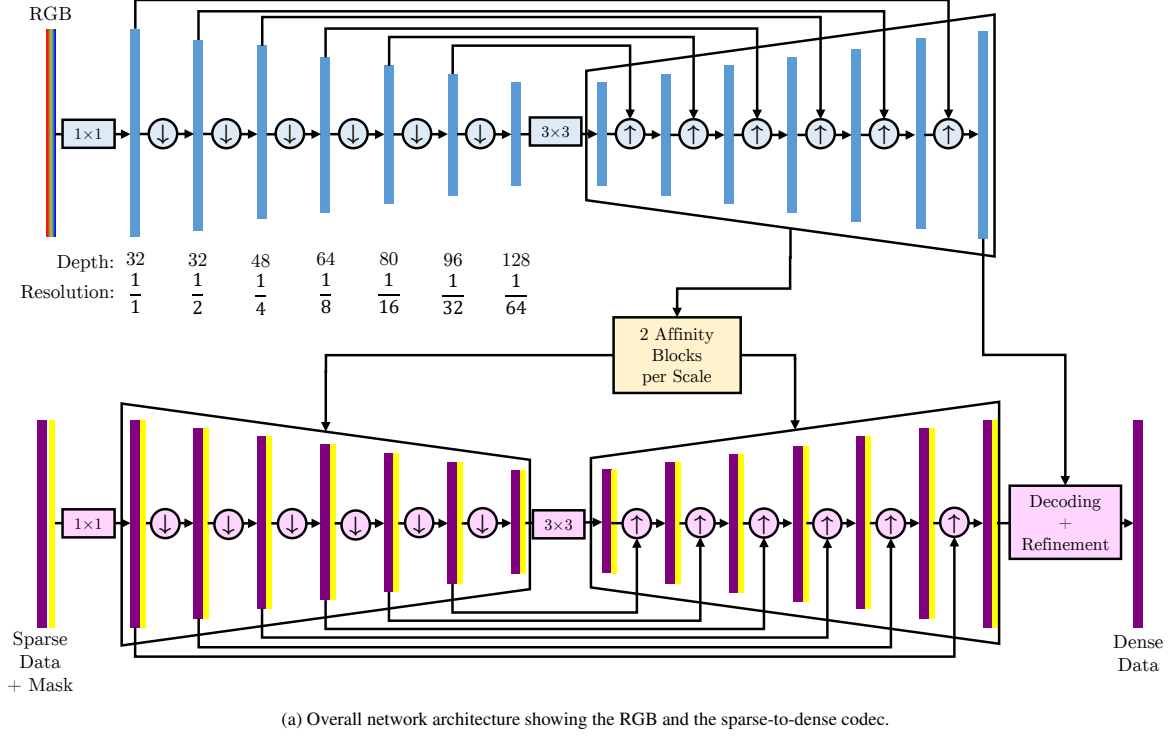 RGB
1×1
↓
↓
↓
↓
↓
↓
3×3
↑
↑
↑
↑
↑
↑
Depth: 32 32 48 64 80 96 128
Resolution: 1/1 1/2 1/4 1/8 1/16 1/32 1/64
2 Affinity
Blocks
per Scale
1×1
↓
↓
↓
↓
↓
↓
3×3
↑
↑
↑
↑
↑
↑
Decoding
+
Refinement
Sparse
Data
+ Mask
Dense
Data
(a) Overall network architecture showing the RGB and the sparse-to-dense codec.